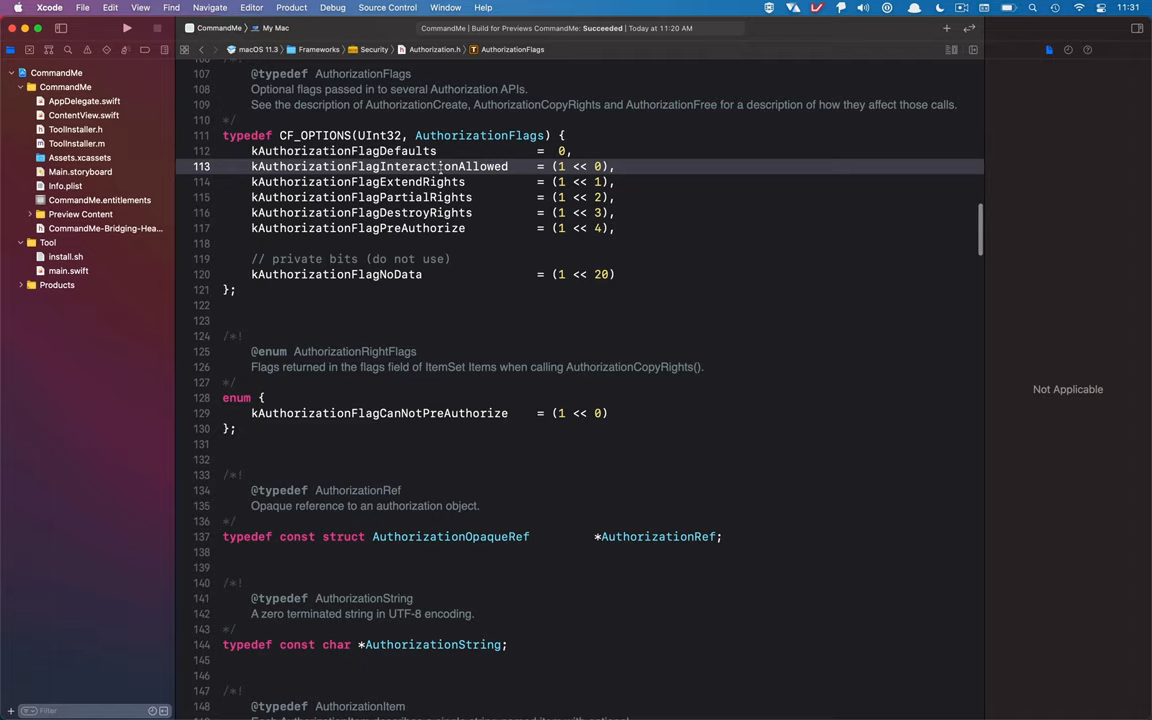 Xcode File Edit View Find Navigate Editor Product Debug Source Control Window Help 11:31
CommandMe My Mac
CommandMe | Build for Previews CommandMe: Succeeded | Today at 11:20 AM
macOS 11.3 Frameworks Security Authorization.h AuthorizationFlags
CommandMe
CommandMe
AppDelegate.swift
ContentView.swift
ToolInstaller.h
ToolInstaller.m
Assets.xcassets
Main.storyboard
Info.plist
CommandMe.entitlements
Preview Content
CommandMe-Bridging-Hea...
Tool
install.sh
main.swift
Products
Filter
106 /*!
107 @typedef AuthorizationFlags
108 Optional flags passed in to several Authorization APIs.
109 See the description of AuthorizationCreate, AuthorizationCopyRights and AuthorizationFree for a description of how they affect those calls.
110 */
111 typedef CF_OPTIONS(UInt32, AuthorizationFlags) {
112 kAuthorizationFlagDefaults = 0,
113 kAuthorizationFlagInteractionAllowed = (1 << 0),
114 kAuthorizationFlagExtendRights = (1 << 1),
115 kAuthorizationFlagPartialRights = (1 << 2),
116 kAuthorizationFlagDestroyRights = (1 << 3),
117 kAuthorizationFlagPreAuthorize = (1 << 4),
118
119 // private bits (do not use)
120 kAuthorizationFlagNoData = (1 << 20)
121 };
122
123
124 /*!
125 @enum AuthorizationRightFlags
126 Flags returned in the flags field of ItemSet Items when calling AuthorizationCopyRights().
127 */
128 enum {
129 kAuthorizationFlagCanNotPreAuthorize = (1 << 0)
130 };
131
132
133 /*!
134 @typedef AuthorizationRef
135 Opaque reference to an authorization object.
136 */
137 typedef const struct AuthorizationOpaqueRef *AuthorizationRef;
138
139
140 /*!
141 @typedef AuthorizationString
142 A zero terminated string in UTF-8 encoding.
143 */
144 typedef const char *AuthorizationString;
145
146
147 /*!
148 @typedef AuthorizationItem
Each AuthorizationItem describes a single string-named item with optional
Not Applicable